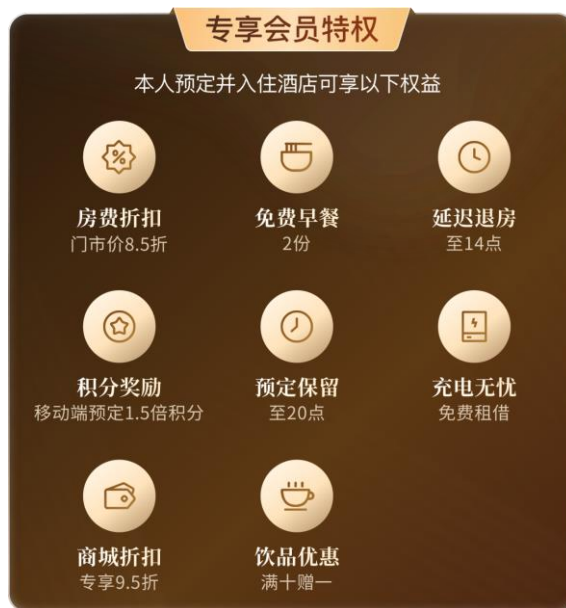 专享会员特权
本人预定并入住酒店可享以下权益
房费折扣
门市价8.5折
免费早餐
2份
延迟退房
至14点
积分奖励
移动端预定1.5倍积分
预定保留
至20点
充电无忧
免费租借
商城折扣
专享9.5折
饮品优惠
满十赠一